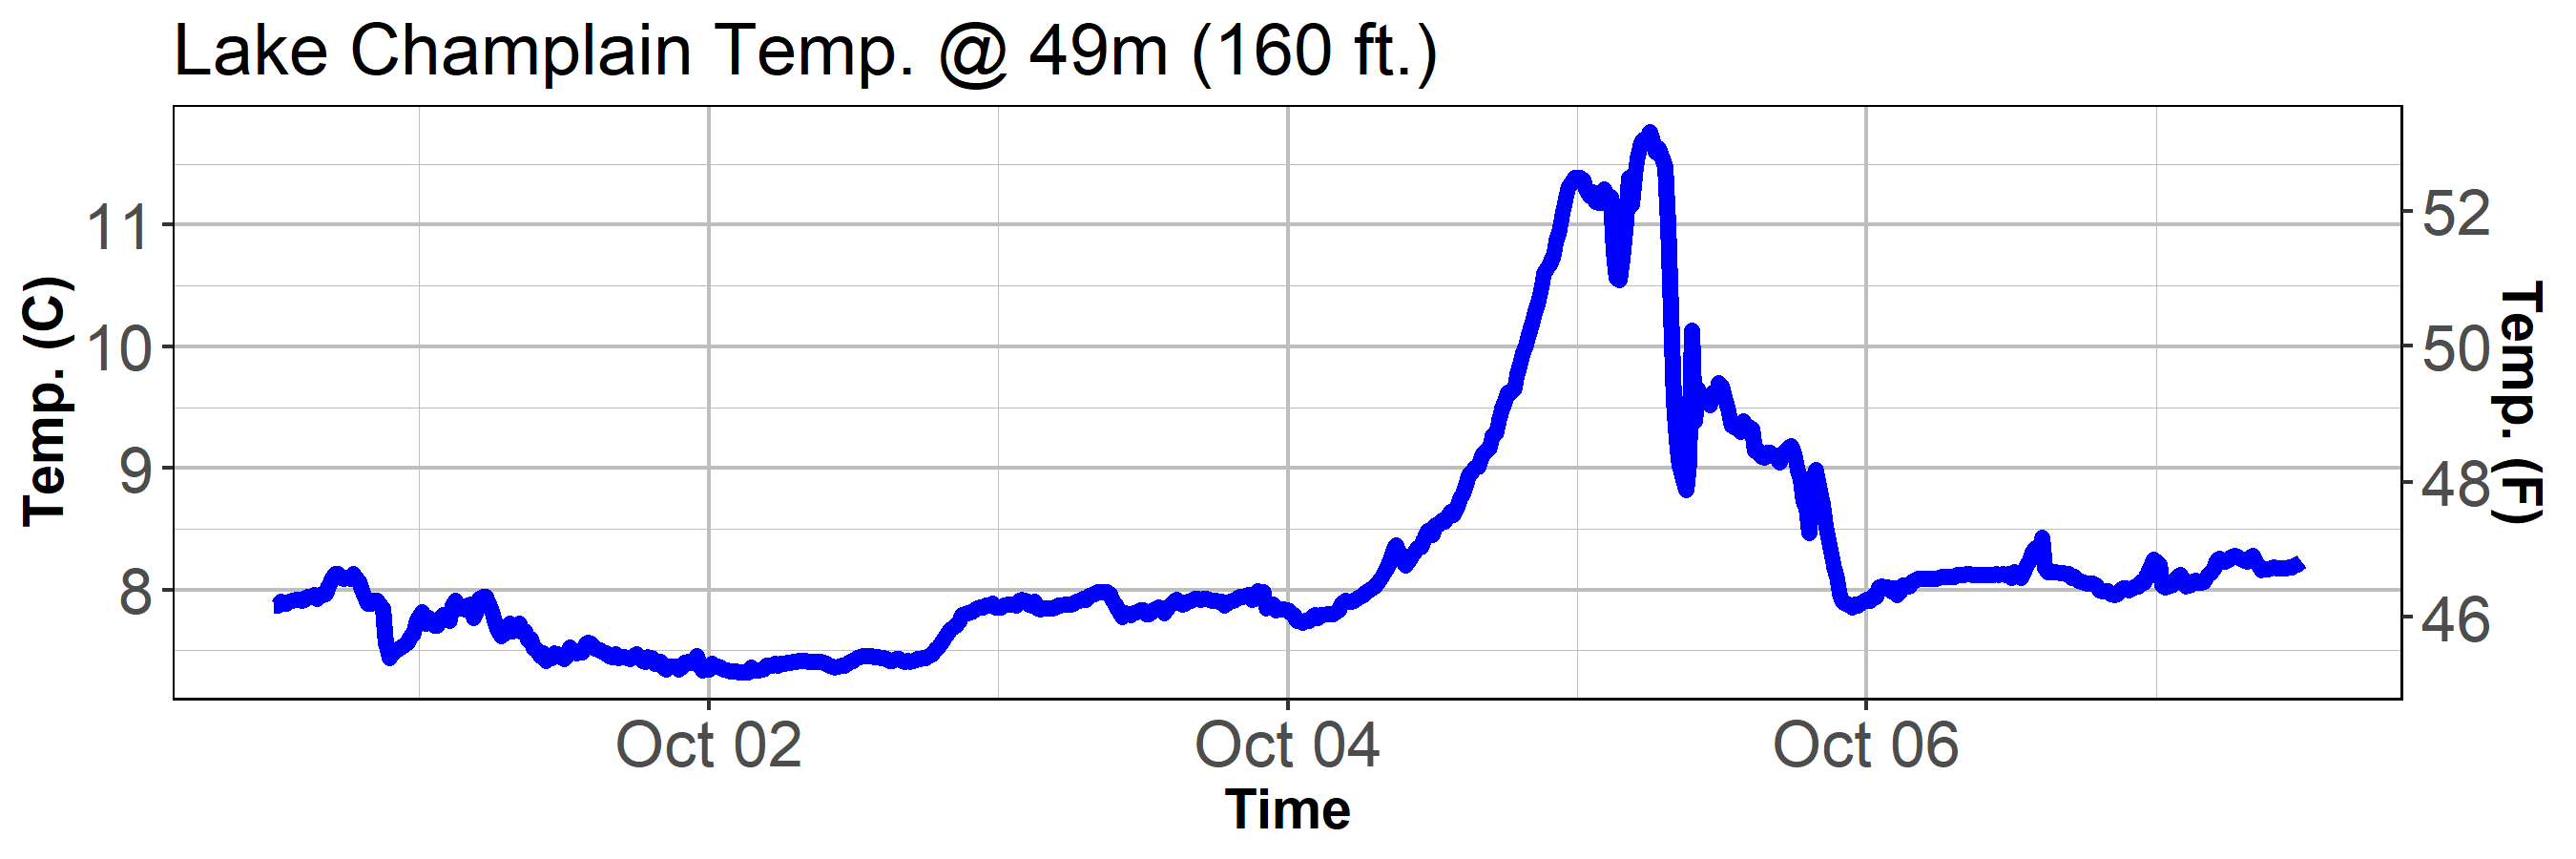 Lake Champlain Temp. @ 49m (160 ft.)
Temp. (C)
11
10
9
8
52
50
48
46
Temp. (F)
Oct 02 Oct 04 Oct 06
Time